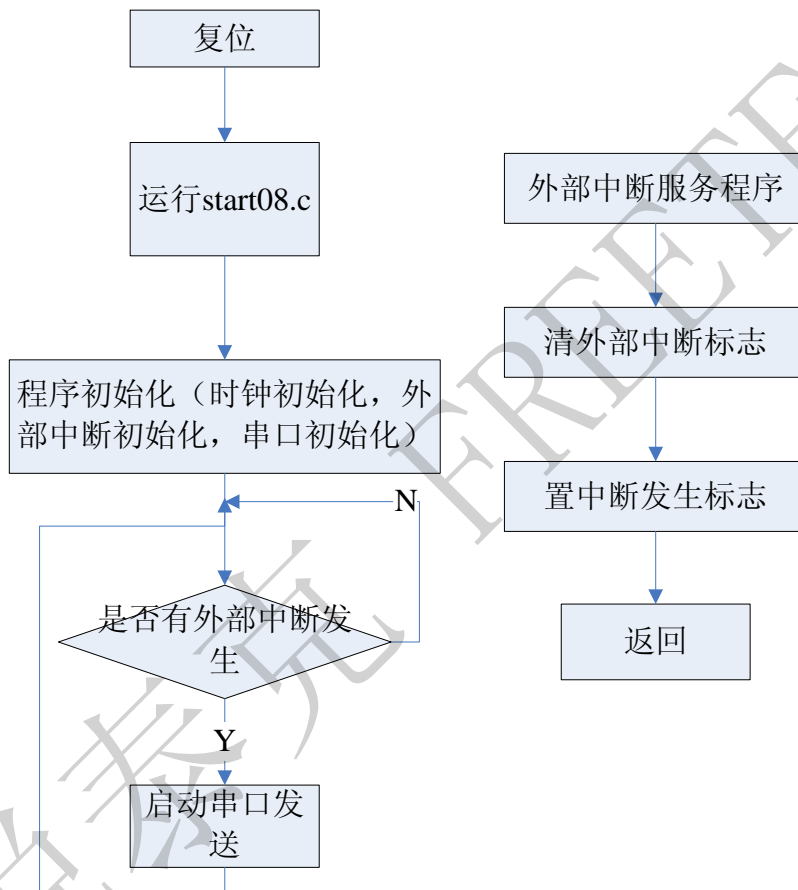 复位
运行start08.c
程序初始化（时钟初始化，外
部中断初始化，串口初始化）
N
是否有外部中断发
生
Y
启动串口发
送
外部中断服务程序
清外部中断标志
置中断发生标志
返回
泰克 FREETE